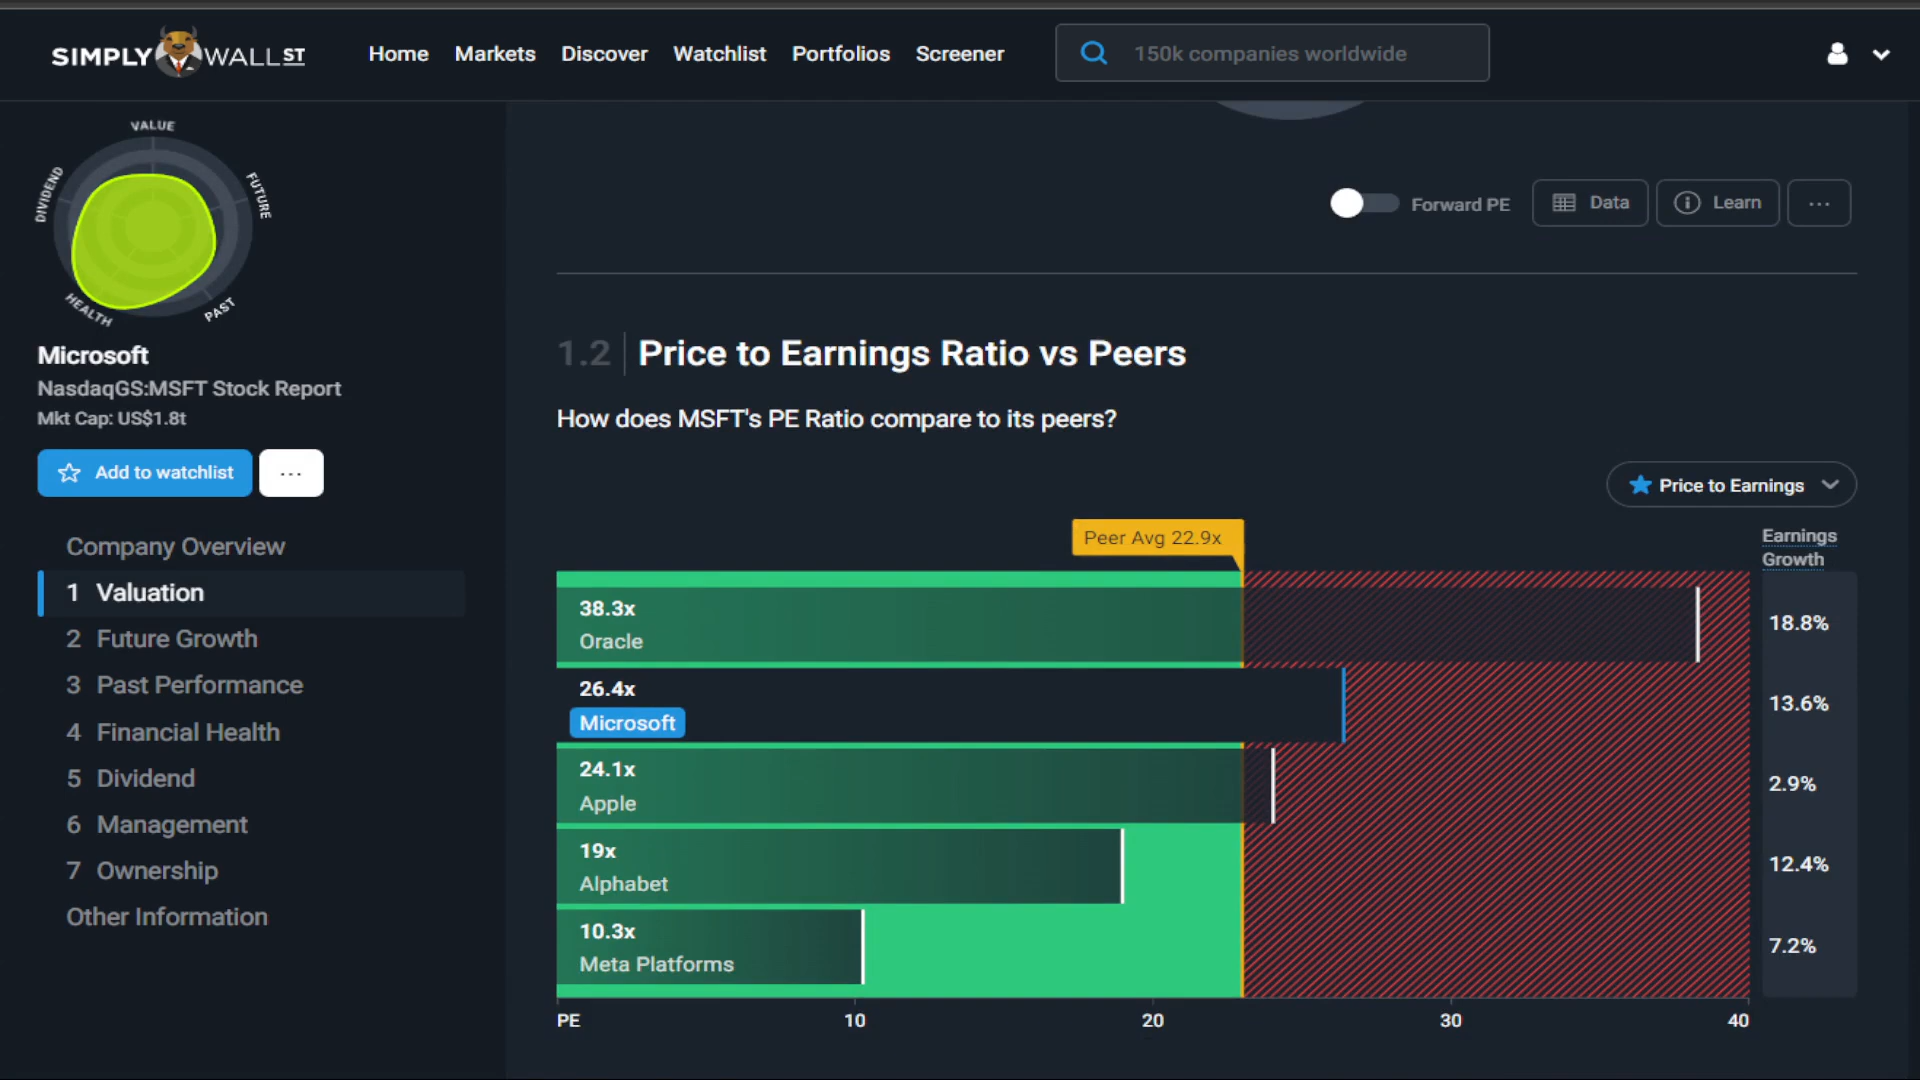 SIMPLY WALL ST
Home Markets Discover Watchlist Portfolios Screener
150k companies worldwide
VALUE
FUTURE
PAST
HEALTH
DIVIDEND
Microsoft
NasdaqGS:MSFT Stock Report
Mkt Cap: US$1.8t
Add to watchlist
...
Company Overview
1 Valuation
2 Future Growth
3 Past Performance
4 Financial Health
5 Dividend
6 Management
7 Ownership
Other Information
Forward PE
Data
Learn
...
1.2 Price to Earnings Ratio vs Peers
How does MSFT's PE Ratio compare to its peers?
Price to Earnings
Peer Avg 22.9x
Earnings
Growth
38.3x
Oracle
18.8%
26.4x
Microsoft
13.6%
24.1x
Apple
2.9%
19x
Alphabet
12.4%
10.3x
Meta Platforms
7.2%
PE 10 20 30 40